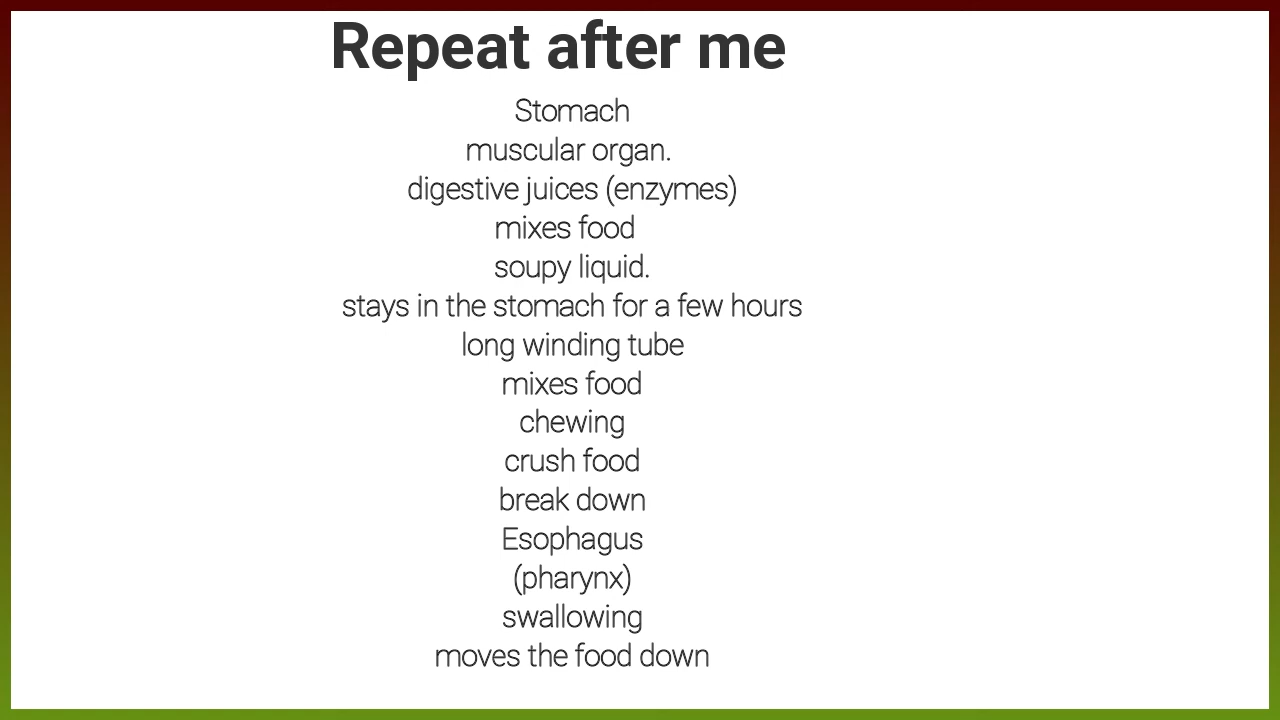 Repeat after me
Stomach
muscular organ.
digestive juices (enzymes)
mixes food
soupy liquid.
stays in the stomach for a few hours
long winding tube
mixes food
chewing
crush food
break down
Esophagus
(pharynx)
swallowing
moves the food down